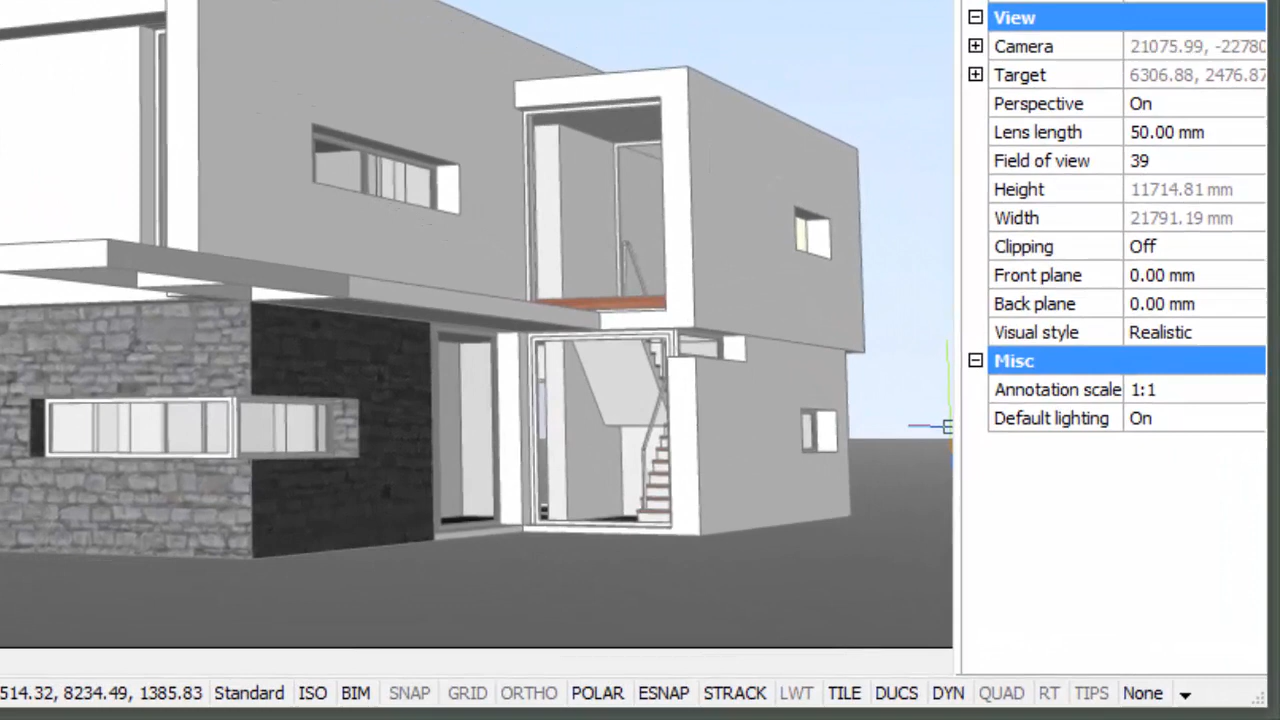 View
Camera 21075.99, -22780
Target 6306.88, 2476.87
Perspective On
Lens length 50.00 mm
Field of view 39
Height 11714.81 mm
Width 21791.19 mm
Clipping Off
Front plane 0.00 mm
Back plane 0.00 mm
Visual style Realistic
Misc
Annotation scale 1:1
Default lighting On
514.32, 8234.49, 1385.83 Standard ISO BIM SNAP GRID ORTHO POLAR ESNAP STRACK LWT TILE DUCS DYN QUAD RT TIPS None